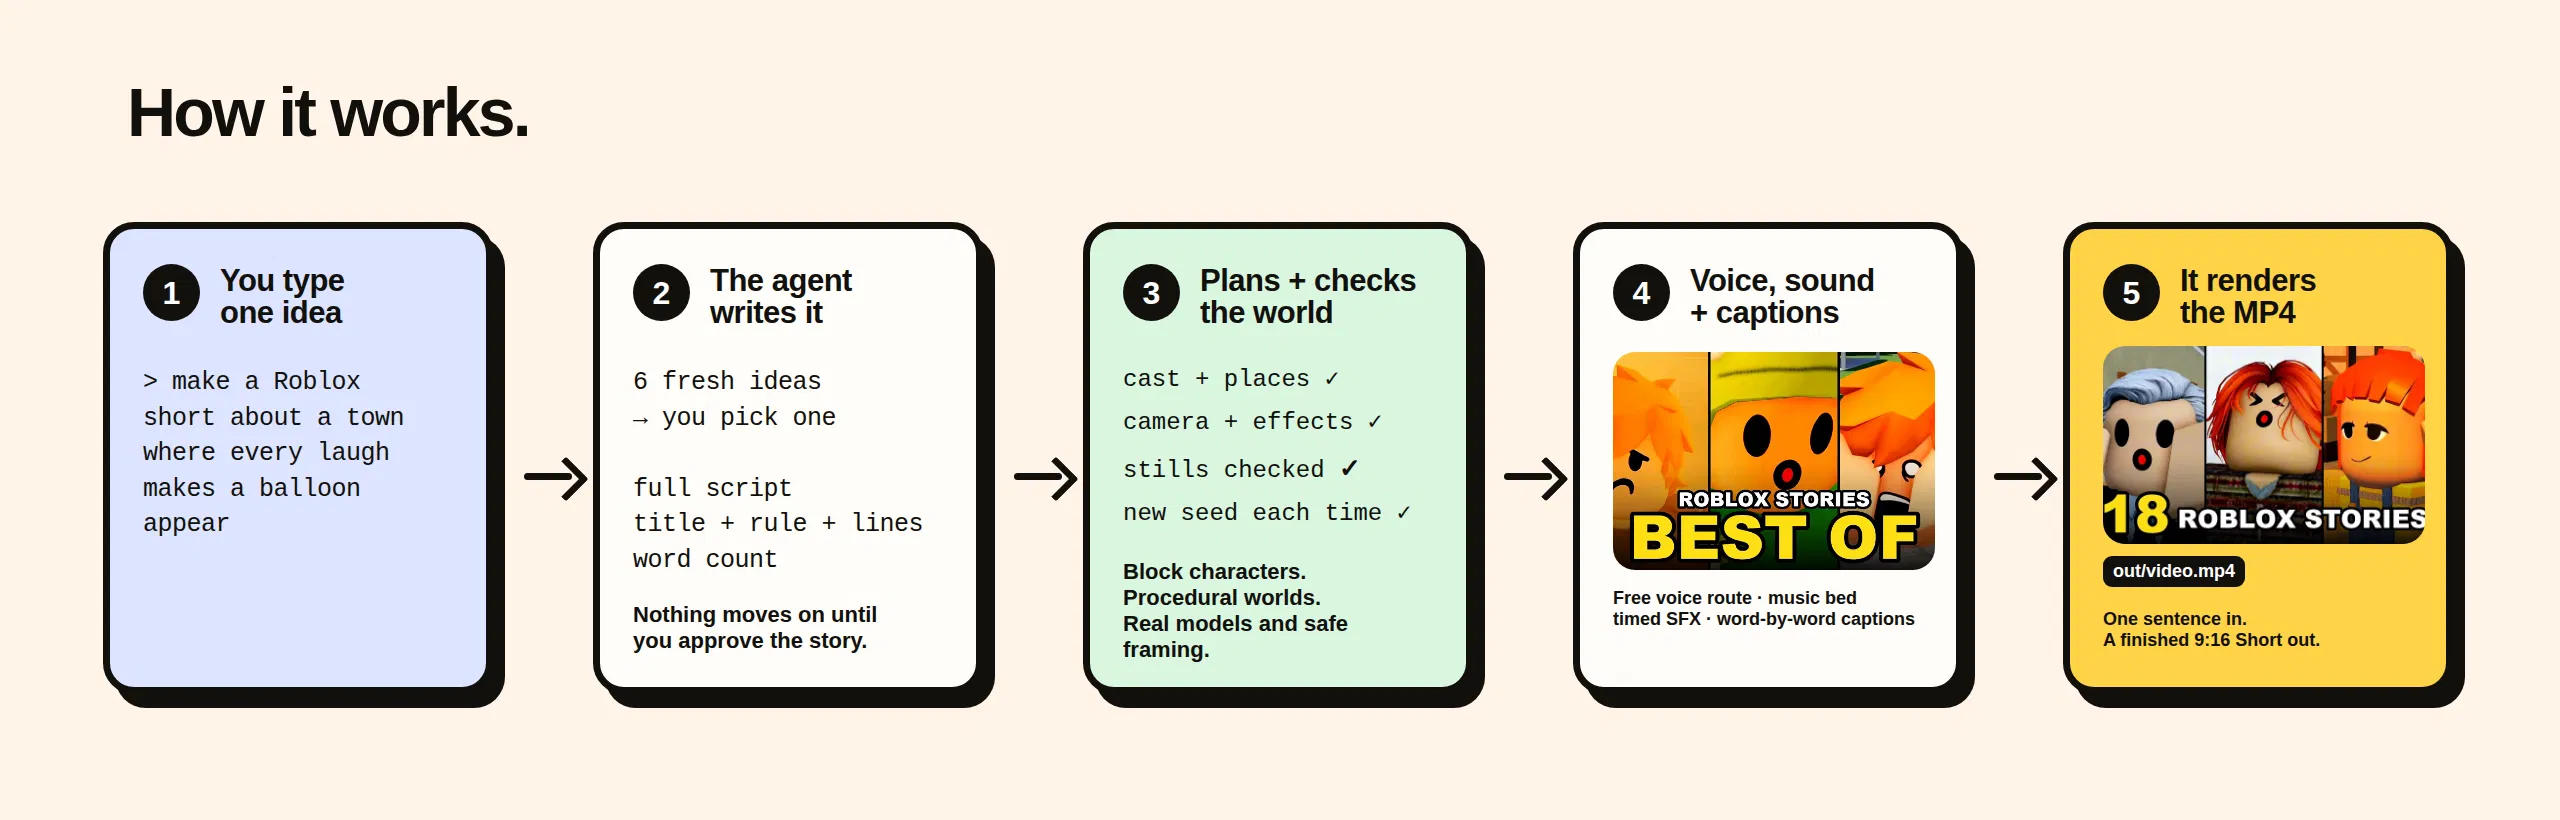 How it works.
1
You type
one idea
> make a Roblox
short about a town
where every laugh
makes a balloon
appear
2
The agent
writes it
6 fresh ideas
→ you pick one
full script
title + rule + lines
word count
Nothing moves on until
you approve the story.
3
Plans + checks
the world
cast + places ✓
camera + effects ✓
stills checked ✓
new seed each time ✓
Block characters.
Procedural worlds.
Real models and safe
framing.
4
Voice, sound
+ captions
ROBLOX STORIES
BEST OF
Free voice route · music bed
timed SFX · word-by-word captions
5
It renders
the MP4
18 ROBLOX STORIES
out/video.mp4
One sentence in.
A finished 9:16 Short out.